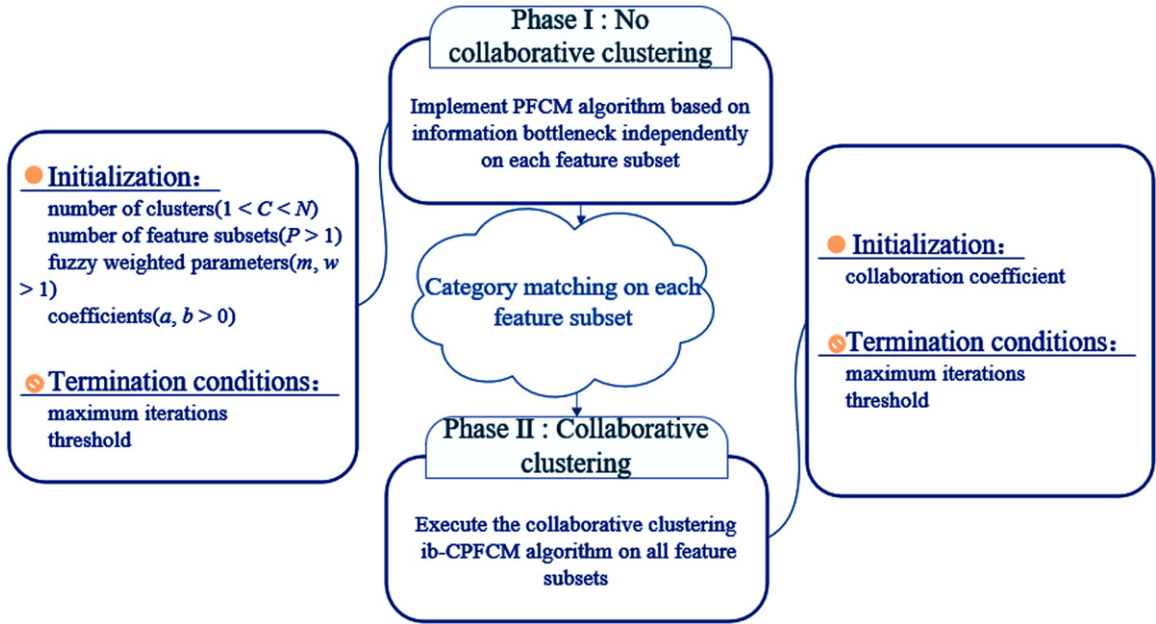 Phase I : No
collaborative clustering
Implement PFCM algorithm based on
information bottleneck independently
on each feature subset
Initialization：
number of clusters(1 < C < N)
number of feature subsets(P > 1)
fuzzy weighted parameters(m, w
> 1)
coefficients(a, b > 0)
Termination conditions：
maximum iterations
threshold
Category matching on each
feature subset
Phase II : Collaborative
clustering
Execute the collaborative clustering
ib-CPFCM algorithm on all feature
subsets
Initialization：
collaboration coefficient
Termination conditions：
maximum iterations
threshold